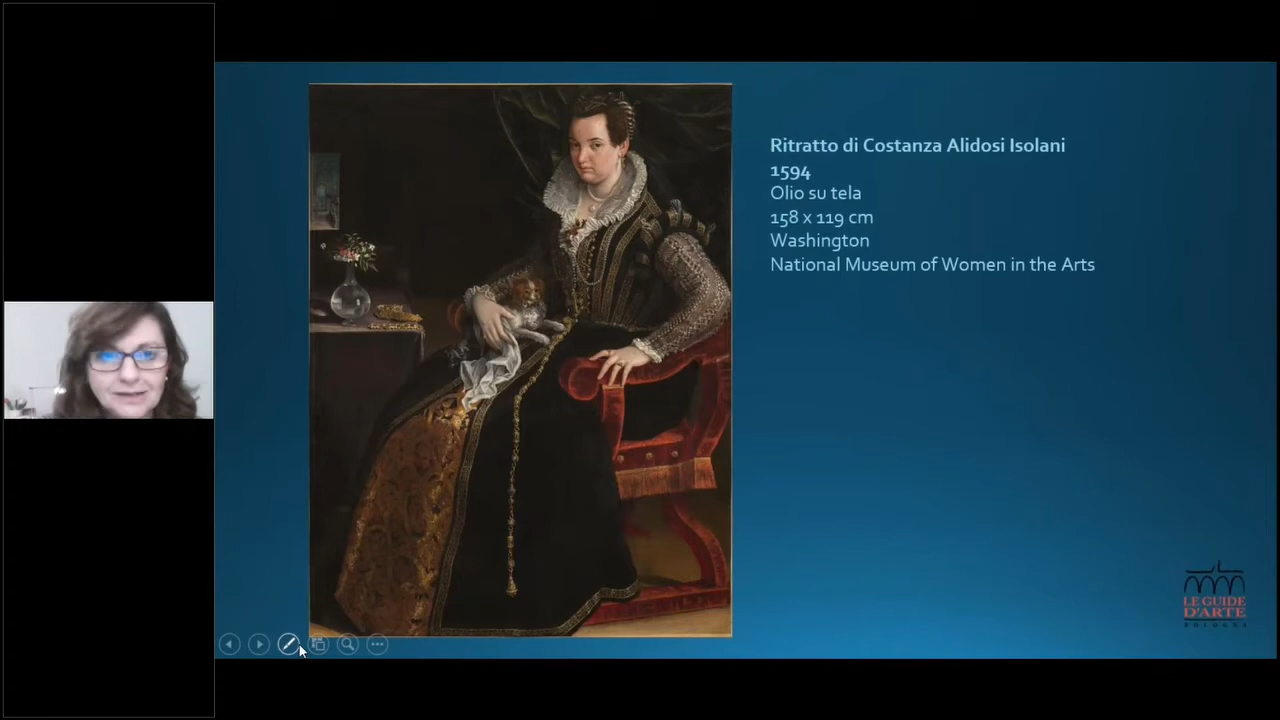 Ritratto di Costanza Alidosi Isolani
1594
Olio su tela
158 x 119 cm
Washington
National Museum of Women in the Arts
LE GUIDE
D'ARTE
BOLOGNA